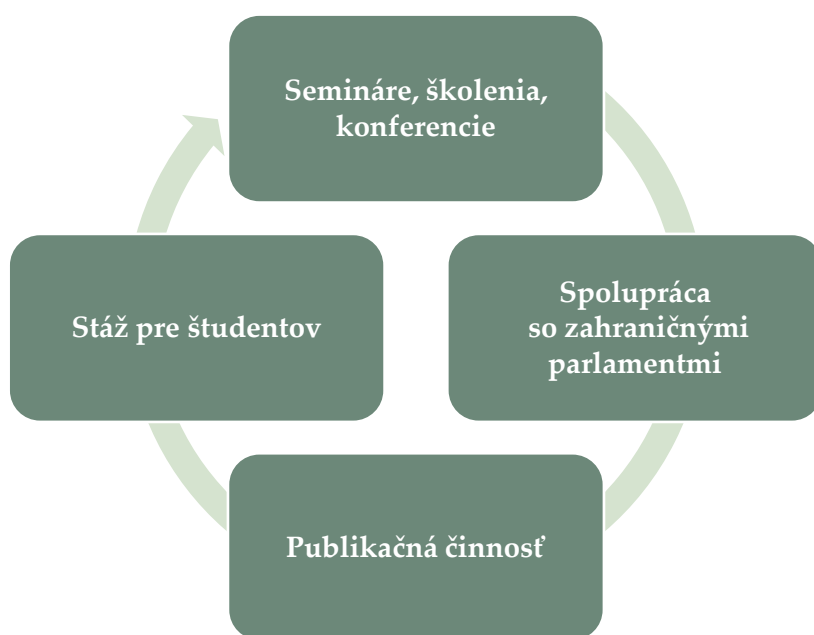 Semináre, školenia,
konferencie
Stáž pre študentov
Spolupráca
so zahraničnými
parlamentmi
Publikačná činnosť